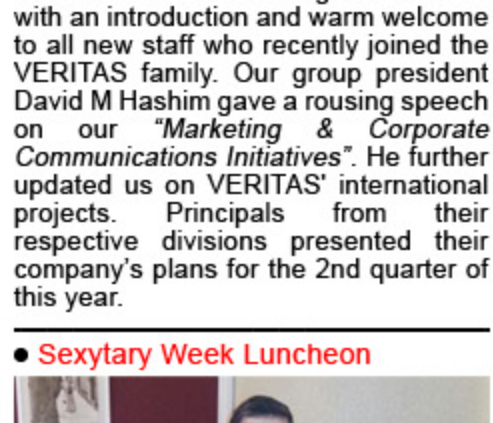 with an introduction and warm welcome
to all new staff who recently joined the
VERITAS family. Our group president
David M Hashim gave a rousing speech
on our “Marketing & Corporate
Communications Initiatives”. He further
updated us on VERITAS' international
projects. Principals from their
respective divisions presented their
company's plans for the 2nd quarter of
this year.
● Sexytary Week Luncheon